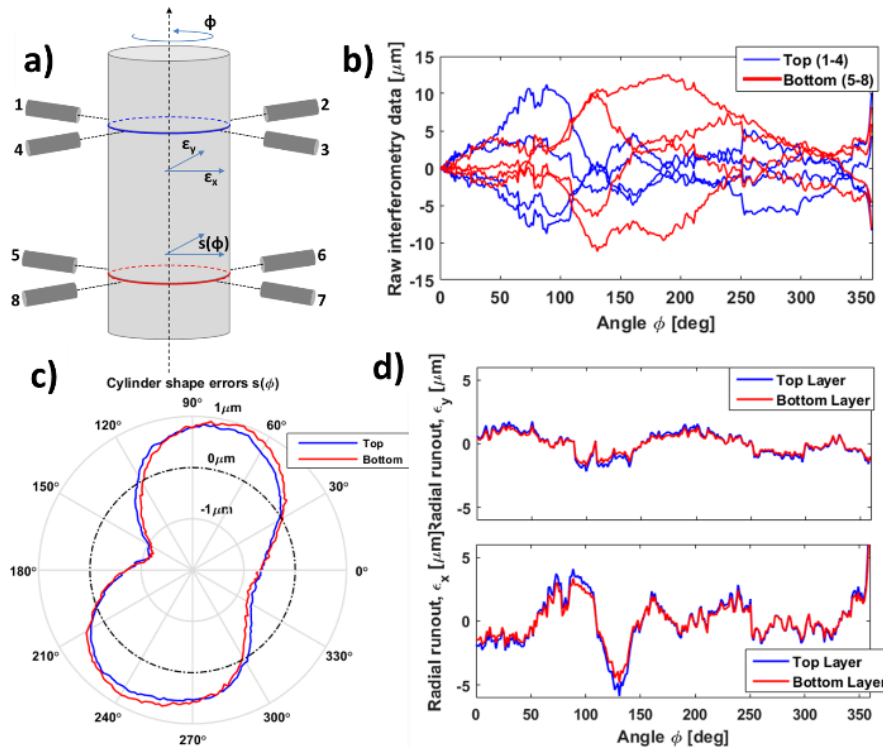 a)
ϕ
1
2
4
3
εy
εx
s(ϕ)
5
6
8
7
b)
Top (1-4)
Bottom (5-8)
Raw interferometry data [μm]
15
10
5
0
-5
-10
-15
0
50
100
150
200
250
300
350
Angle ϕ [deg]
c)
Cylinder shape errors s(ϕ)
Top
Bottom
90°
1μm
120°
60°
0μm
150°
30°
-1μm
180°
0°
210°
330°
240°
300°
270°
d)
Top Layer
Bottom Layer
Radial runout, ϵy [μm]
5
0
-5
Radial runout, ϵx [μm]
5
0
-5
Top Layer
Bottom Layer
0
50
100
150
200
250
300
350
Angle ϕ [deg]